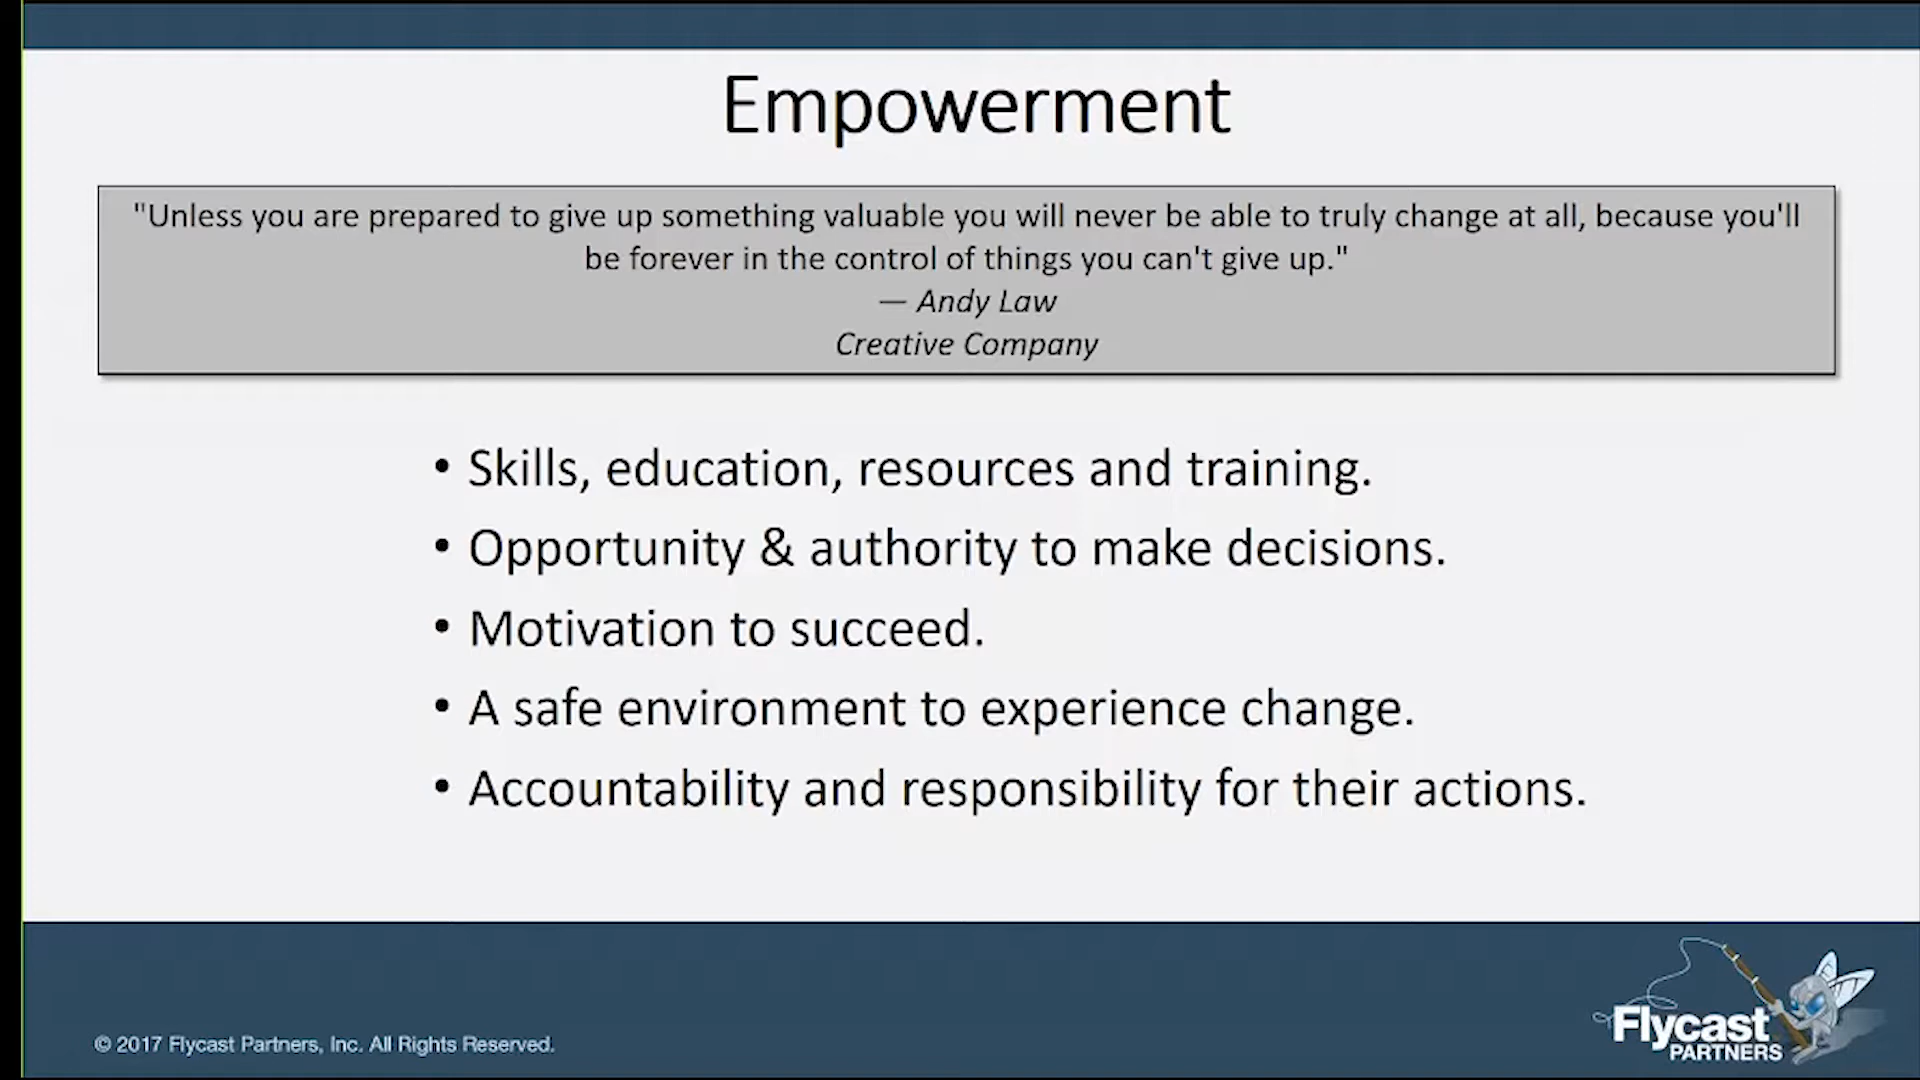 Empowerment
"Unless you are prepared to give up something valuable you will never be able to truly change at all, because you'll
be forever in the control of things you can't give up."
— Andy Law
Creative Company
• Skills, education, resources and training.
• Opportunity & authority to make decisions.
• Motivation to succeed.
• A safe environment to experience change.
• Accountability and responsibility for their actions.
© 2017 Flycast Partners, Inc. All Rights Reserved.
Flycast
PARTNERS